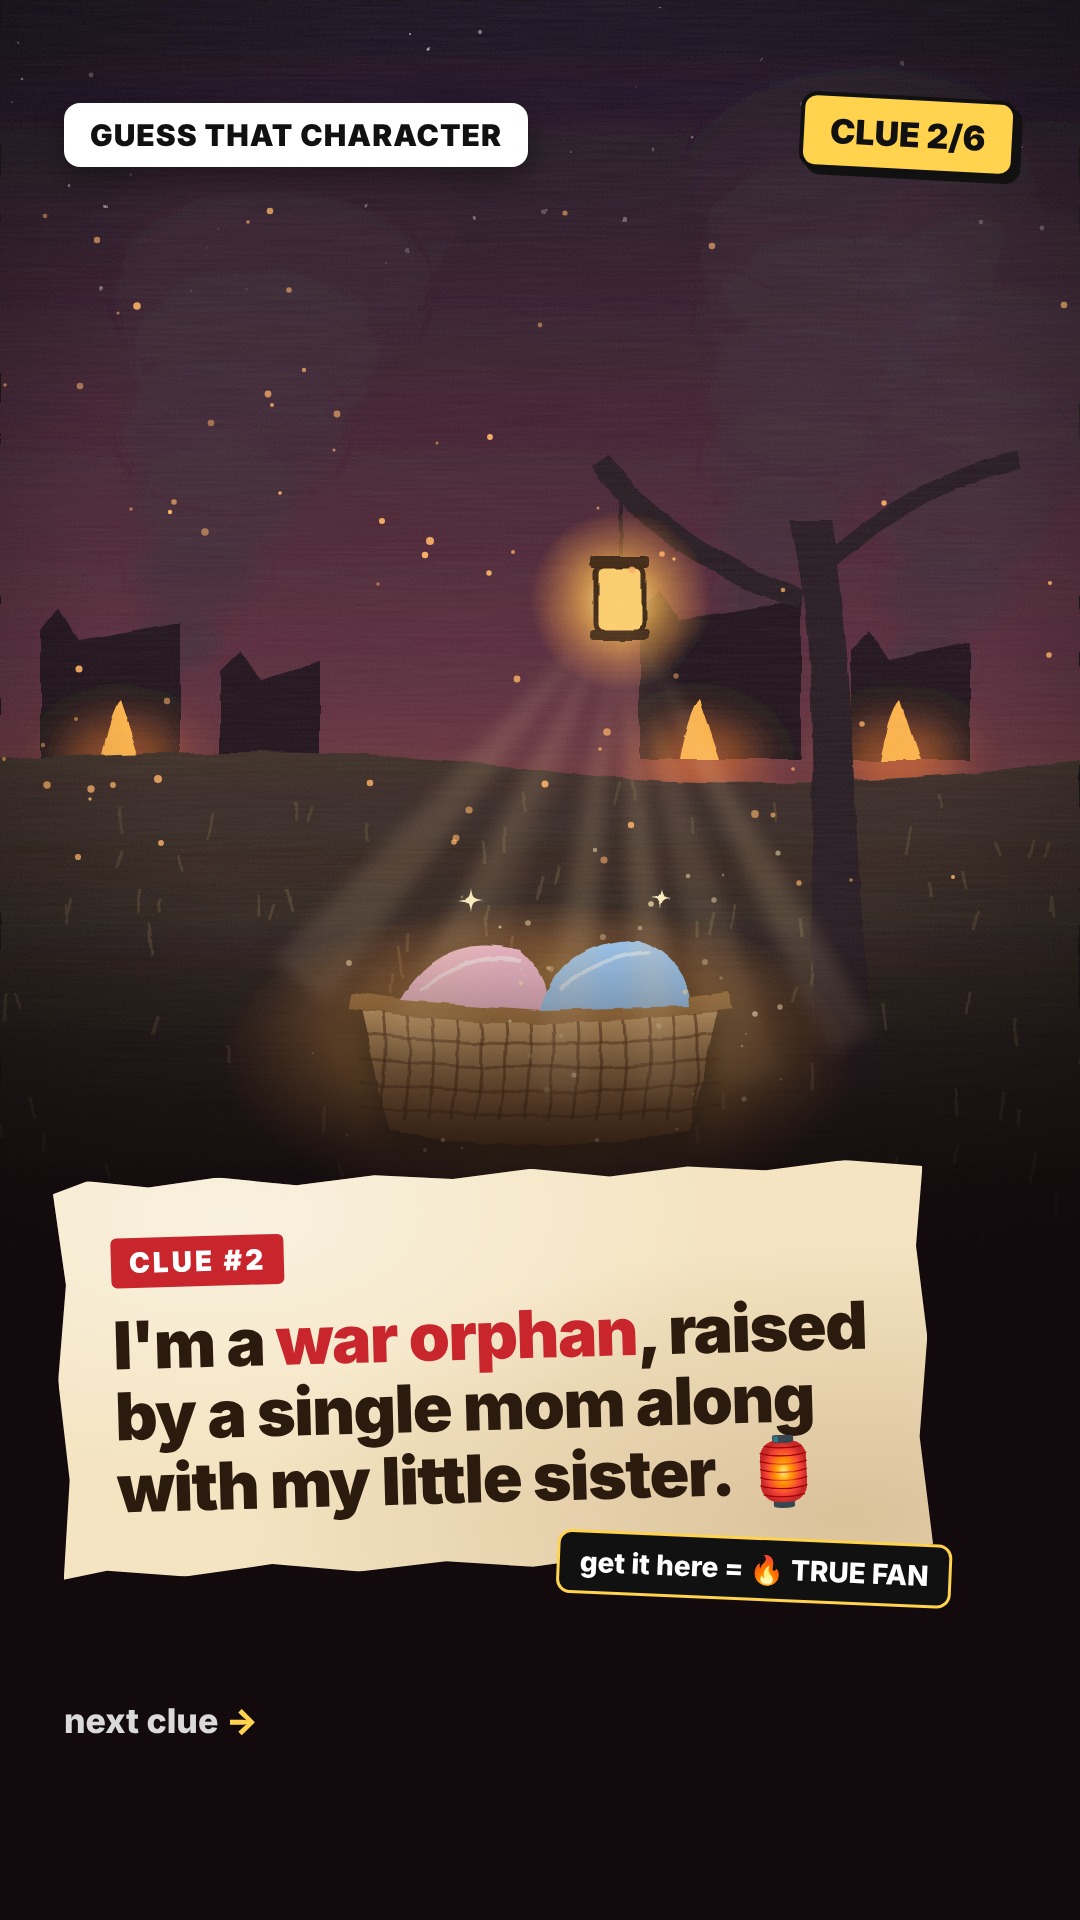 GUESS THAT CHARACTER
CLUE 2/6
CLUE #2
I'm a war orphan, raised
by a single mom along
with my little sister. 🏮
get it here = 🔥 TRUE FAN
next clue →